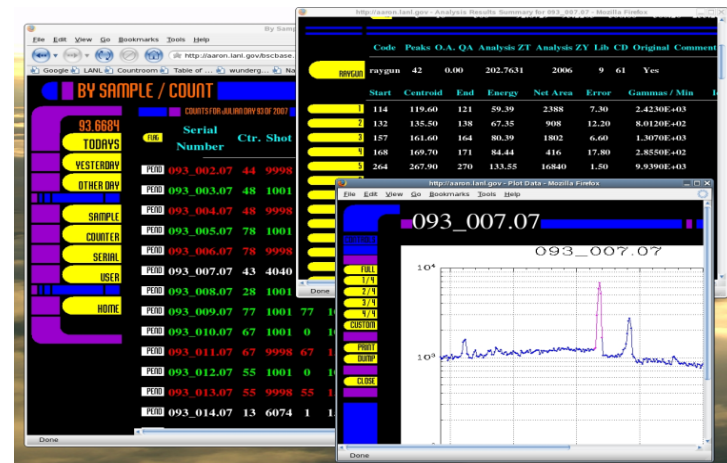 By Samp
File Edit View Go Bookmarks Tools Help
http://aaron.lanl.gov/bscbase.
Google LANL Countroom Table of ... wunderg... Na
BY SAMPLE / COUNT
COUNTS FOR JULIAN DAY 93 OF 2007
93.6684
TODAYS
YESTERDAY
OTHER DAY
SAMPLE
COUNTER
SERIAL
USER
HOME
FLAG Serial Number Ctr. Shot
PEND 093_002.07 44 9998
PEND 093_003.07 48 1001
PEND 093_004.07 48 9998
PEND 093_005.07 78 1001
PEND 093_006.07 78 9998
PEND 093_007.07 43 4040
PEND 093_008.07 28 1001
PEND 093_009.07 77 1001 77
PEND 093_010.07 67 1001 0
PEND 093_011.07 67 9998 67
PEND 093_012.07 55 1001 0
PEND 093_013.07 55 9998 55
PEND 093_014.07 13 6074 1
Done
http://aaron.lanl.gov - Analysis Results Summary for 093_007.07 - Mozilla Firefox
Code Peaks O.A. QA Analysis ZT Analysis ZY Lib CD Original Comment
RAYGUN raygun 42 0.00 202.7631 2006 9 61 Yes
Start Centroid End Energy Net Area Error Gammas / Min
1 114 119.60 121 59.39 2388 7.30 2.4230E+03
2 132 135.50 138 67.35 908 12.20 8.0120E+02
3 157 161.60 164 80.39 1802 6.60 1.3070E+03
4 168 169.70 171 84.44 416 17.80 2.8550E+02
5 264 267.90 270 133.55 16840 1.50 9.9390E+03
Done
http://aaron.lanl.gov - Plot Data - Mozilla Firefox
File Edit View Go Bookmarks Tools Help
093_007.07
FULL
1/4
2/4
3/4
4/4
CUSTOM
PRINT
DUMP
CLOSE
093_007.07
Done